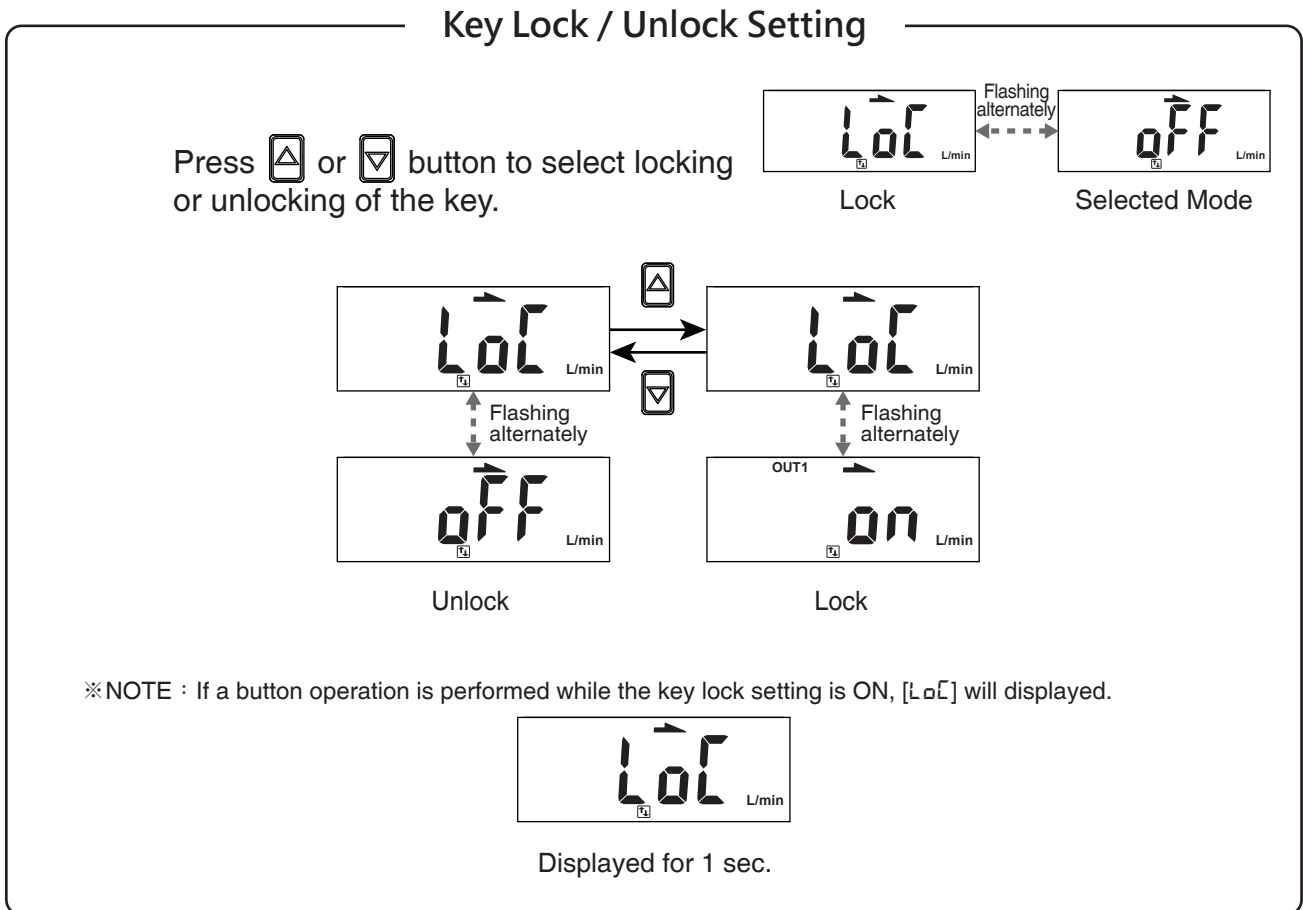 Key Lock / Unlock Setting
Press △ or ▽ button to select locking
or unlocking of the key.
LoC
L/min
Flashing
alternately
oFF
L/min
Lock
Selected Mode
LoC
L/min
LoC
L/min
Flashing
alternately
Flashing
alternately
oFF
L/min
OUT1
on
L/min
Unlock
Lock
※NOTE：If a button operation is performed while the key lock setting is ON, [LoC] will displayed.
LoC
L/min
Displayed for 1 sec.